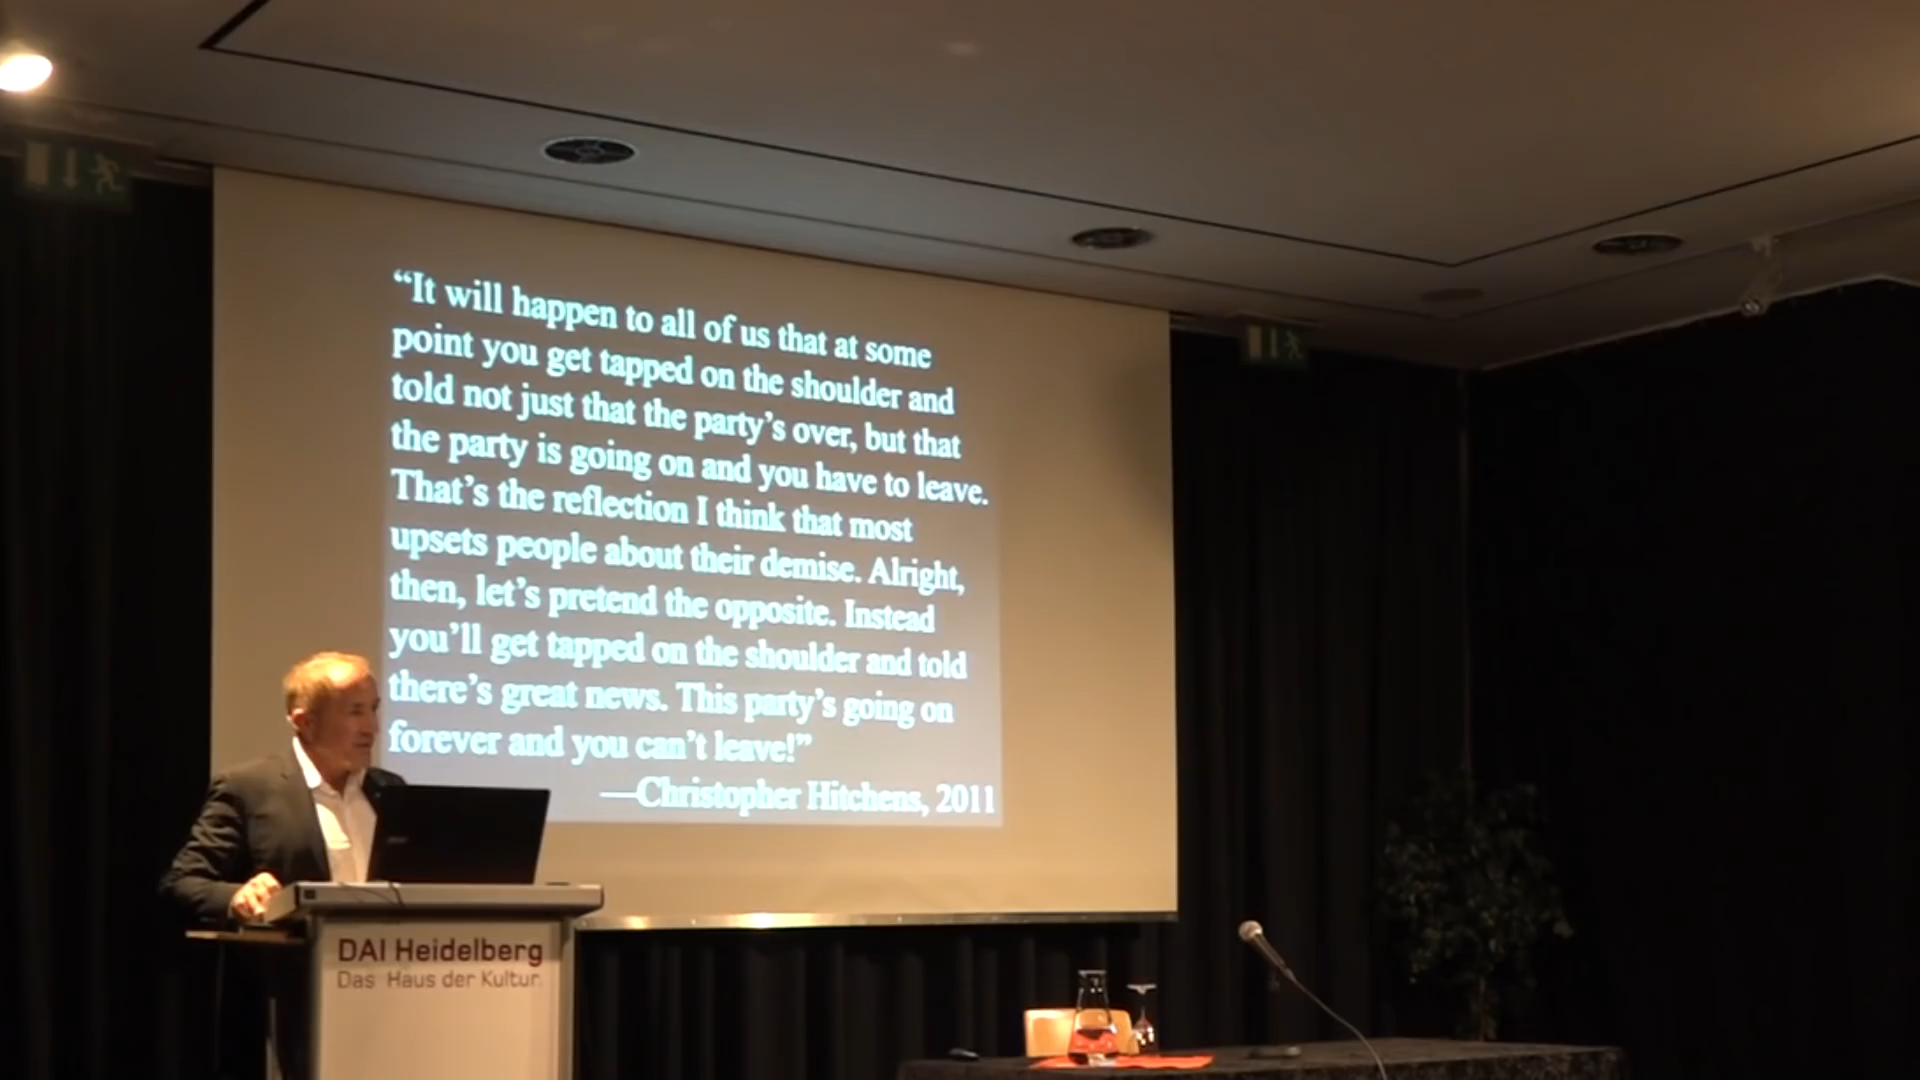 “It will happen to all of us that at some
point you get tapped on the shoulder and
told not just that the party’s over, but that
the party is going on and you have to leave.
That’s the reflection I think that most
upsets people about their demise. Alright,
then, let’s pretend the opposite. Instead
you’ll get tapped on the shoulder and told
there’s great news. This party’s going on
forever and you can’t leave!”
—Christopher Hitchens, 2011
DAI Heidelberg
Das Haus der Kultur.